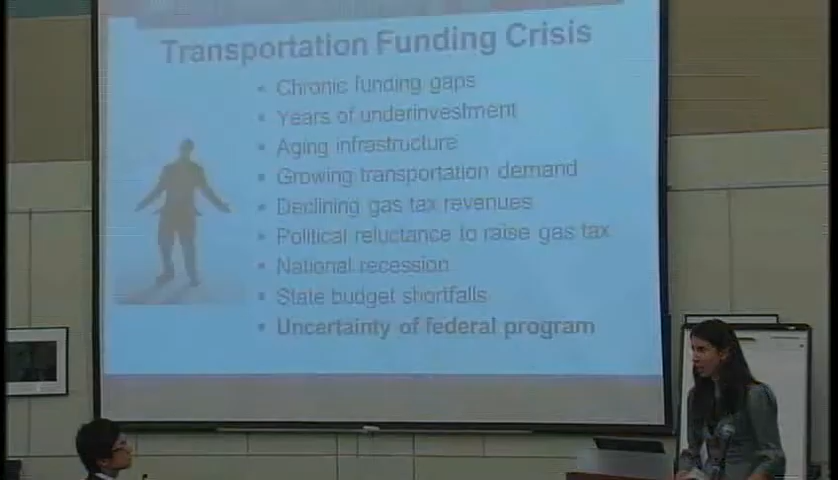 Transportation Funding Crisis
Chronic funding gaps
Years of underinvestment
Aging infrastructure
Growing transportation demand
Declining gas tax revenues
Political reluctance to raise gas tax
National recession
State budget shortfalls
Uncertainty of federal program